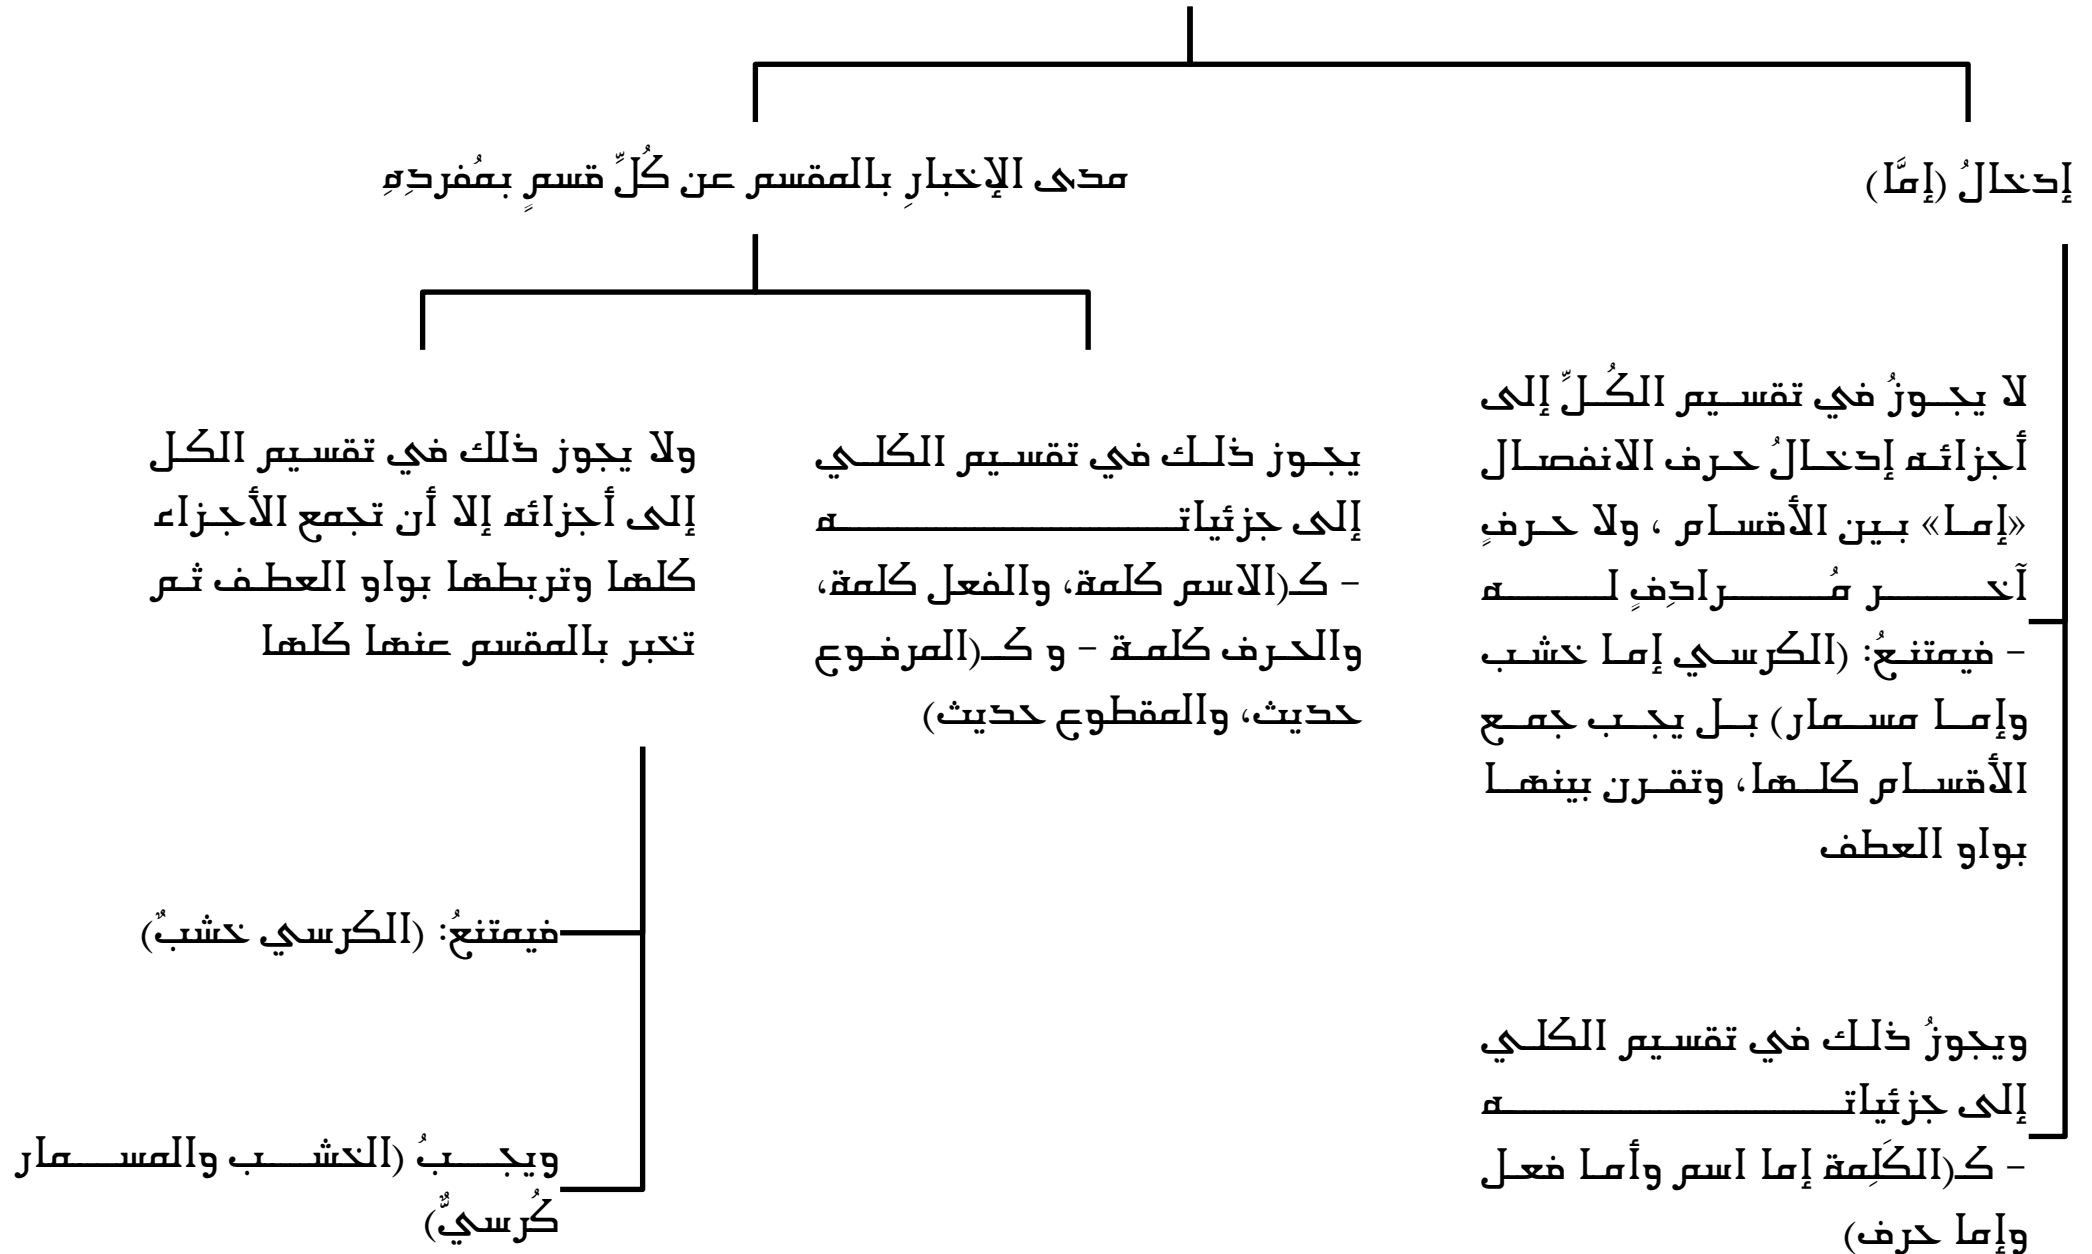 إدخالُ (إمَّا)
مدى الإخبارِ بالمقسم عن كُلِّ قسمٍ بمُفردِهِ
لا يجوزُ في تقسيم الكُلِّ إلى
أجزائه إدخالُ حرف الانفصال
«إما» بين الأقسام ، ولا حرفٍ
آخر مُرادِفٍ له
- فيمتنعُ: (الكرسي إما خشب
وإما مسمار) بل يجب جمع
الأقسام كلها، وتقرن بينها
بواو العطف
ويجوزُ ذلك في تقسيم الكلي
إلى جزئياته
- كـ(الكَلِمة إما اسم وأما فعل
وإما حرف)
يجوز ذلك في تقسيم الكلي
إلى جزئياته
- كـ(الاسم كلمة، والفعل كلمة،
والحرف كلمة - و كـ(المرفوع
حديث، والمقطوع حديث)
ولا يجوز ذلك في تقسيم الكل
إلى أجزائه إلا أن تجمع الأجزاء
كلها وتربطها بواو العطف ثم
تخبر بالمقسم عنها كلها
فيمتنعُ: (الكرسي خشبٌ)
ويجبُ (الخشب والمسمار
كُرسيٌّ)